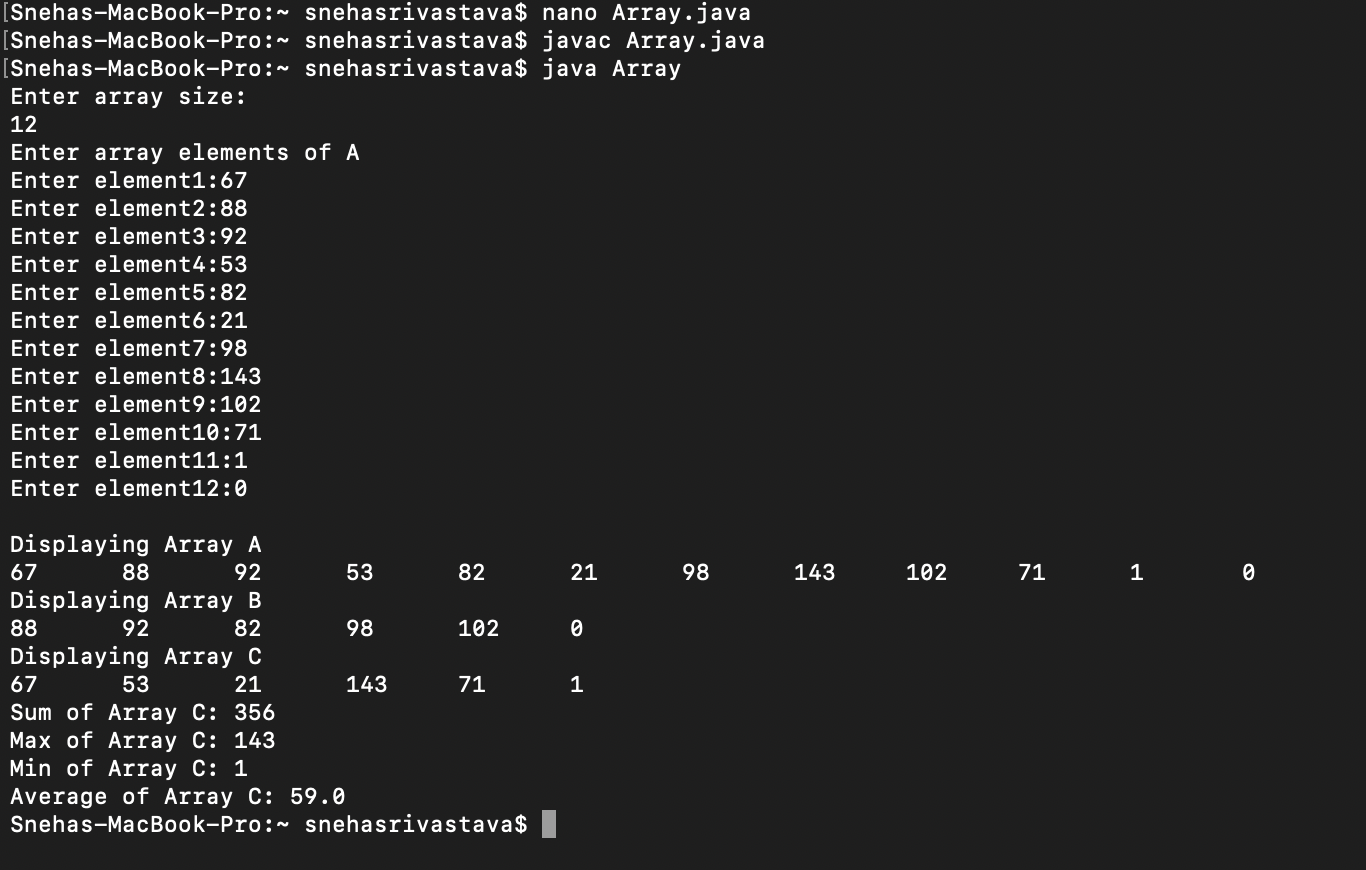 [Snehas-MacBook-Pro:~ snehasrivastava$ nano Array.java
[Snehas-MacBook-Pro:~ snehasrivastava$ javac Array.java
[Snehas-MacBook-Pro:~ snehasrivastava$ java Array
Enter array size:
12
Enter array elements of A
Enter element1:67
Enter element2:88
Enter element3:92
Enter element4:53
Enter element5:82
Enter element6:21
Enter element7:98
Enter element8:143
Enter element9:102
Enter element10:71
Enter element11:1
Enter element12:0

Displaying Array A
67      88      92      53      82      21      98      143     102     71      1       0
Displaying Array B
88      92      82      98      102     0
Displaying Array C
67      53      21      143     71      1
Sum of Array C: 356
Max of Array C: 143
Min of Array C: 1
Average of Array C: 59.0
Snehas-MacBook-Pro:~ snehasrivastava$